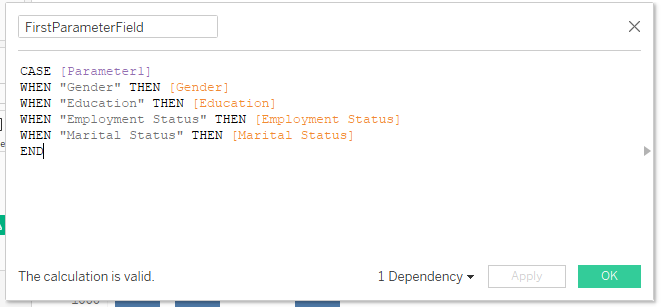 FirstParameterField
CASE [Parameter1]
WHEN "Gender" THEN [Gender]
WHEN "Education" THEN [Education]
WHEN "Employment Status" THEN [Employment Status]
WHEN "Marital Status" THEN [Marital Status]
END
The calculation is valid.
1 Dependency
Apply
OK